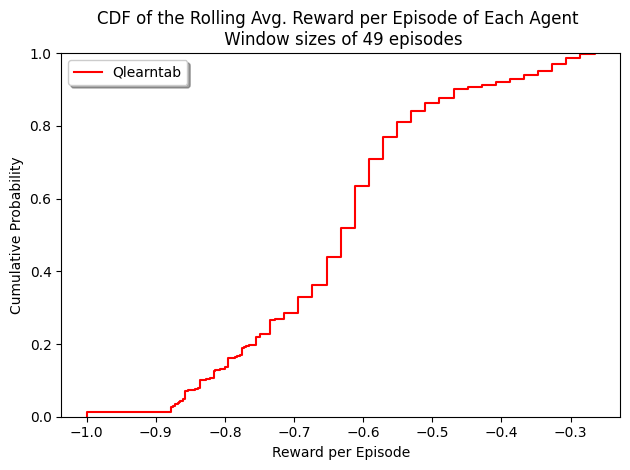 CDF of the Rolling Avg. Reward per Episode of Each Agent
Window sizes of 49 episodes
Qlearntab
1.0
0.8
0.6
0.4
0.2
0.0
Cumulative Probability
−1.0 −0.9 −0.8 −0.7 −0.6 −0.5 −0.4 −0.3
Reward per Episode